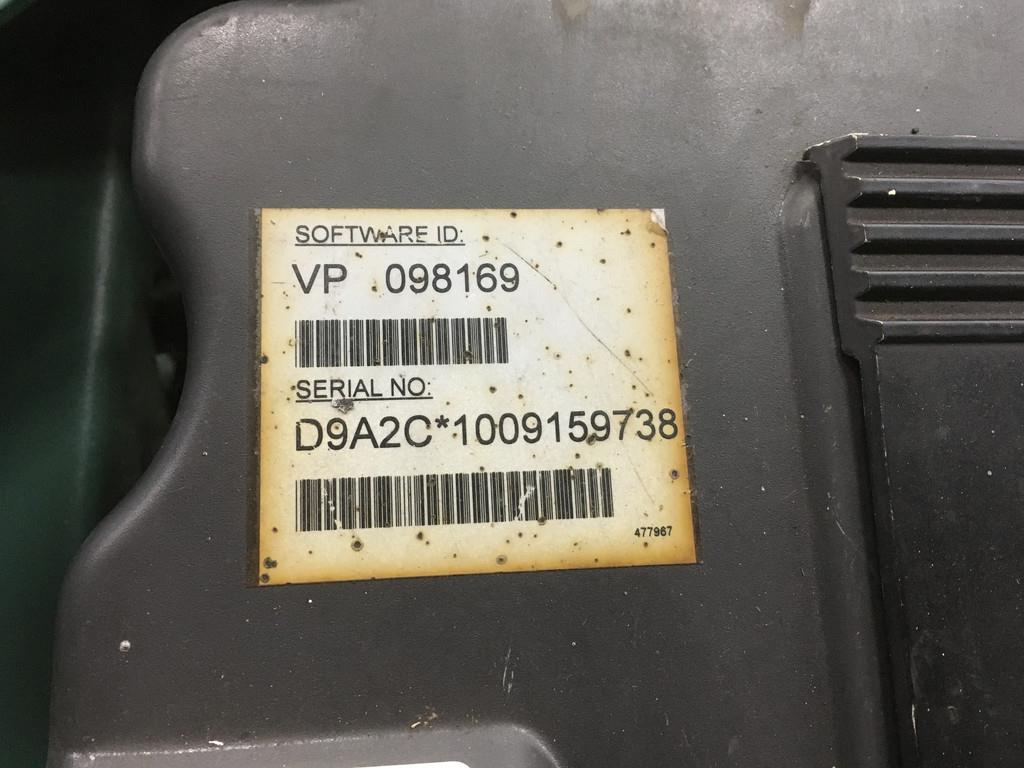 SOFTWARE ID:
VP 098169
SERIAL NO:
D9A2C*1009159738
477967